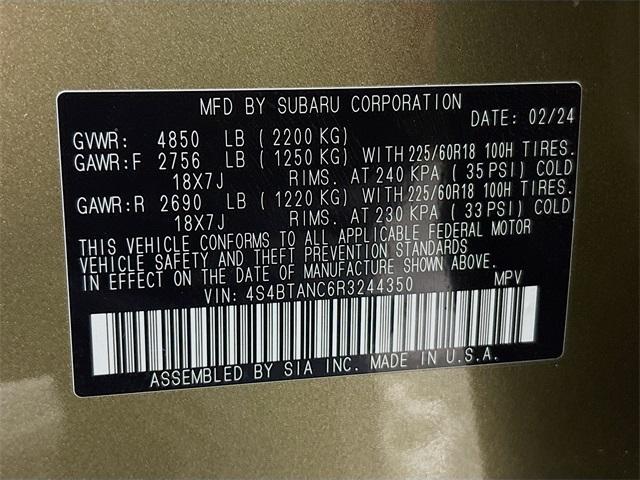 MFD BY SUBARU CORPORATION
DATE: 02/24
GVWR: 4850 LB (2200 KG)
GAWR:F 2756 LB (1250 KG) WITH 225/60R18 100H TIRES.
18X7J RIMS. AT 240 KPA (35 PSI) COLD
GAWR:R 2690 LB (1220 KG) WITH 225/60R18 100H TIRES.
18X7J RIMS. AT 230 KPA (33 PSI) COLD
THIS VEHICLE CONFORMS TO ALL APPLICABLE FEDERAL MOTOR
VEHICLE SAFETY AND THEFT PREVENTION STANDARDS
IN EFFECT ON THE DATE OF MANUFACTURE SHOWN ABOVE.
VIN: 4S4BTANC6R3244350 MPV
ASSEMBLED BY SIA INC. MADE IN U.S.A.